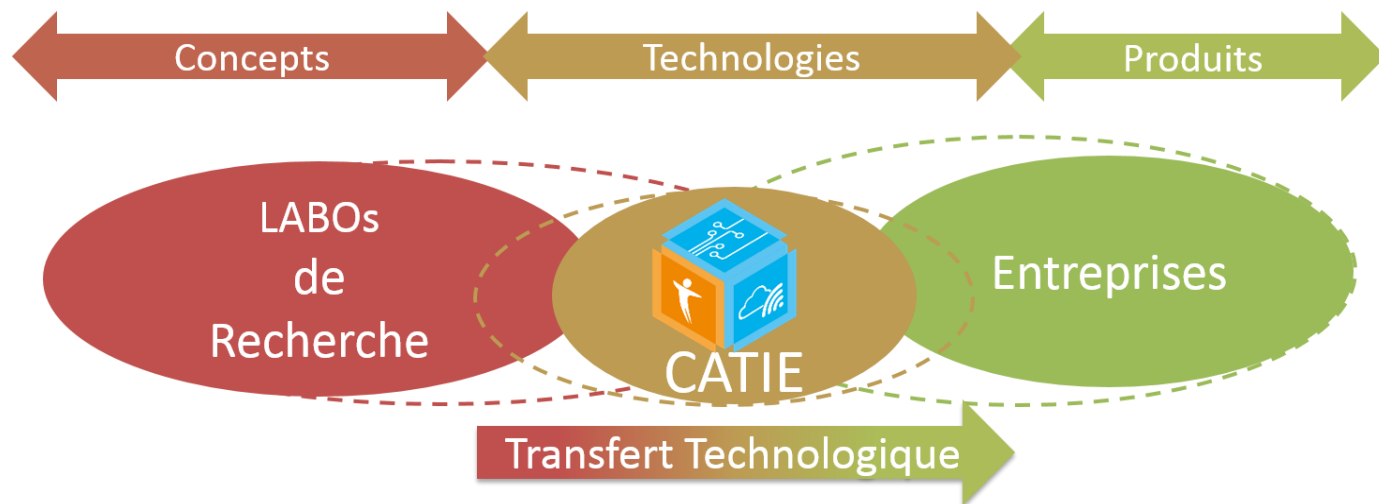 Concepts
Technologies
Produits
LABOs
de
Recherche
CATIE
Entreprises
Transfert Technologique